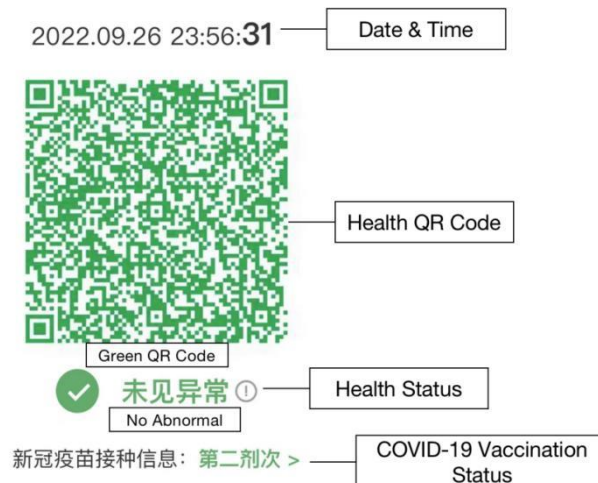 2022.09.26 23:56:31
Date & Time
Health QR Code
Green QR Code
未见异常
Health Status
No Abnormal
新冠疫苗接种信息：第二剂次 >
COVID-19 Vaccination
Status